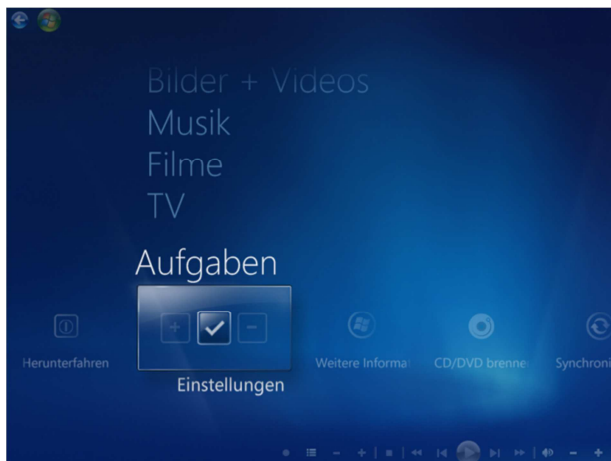 Bilder + Videos
Musik
Filme
TV
Aufgaben
Herunterfahren
Einstellungen
Weitere Informa
CD/DVD brenne
Synchroni